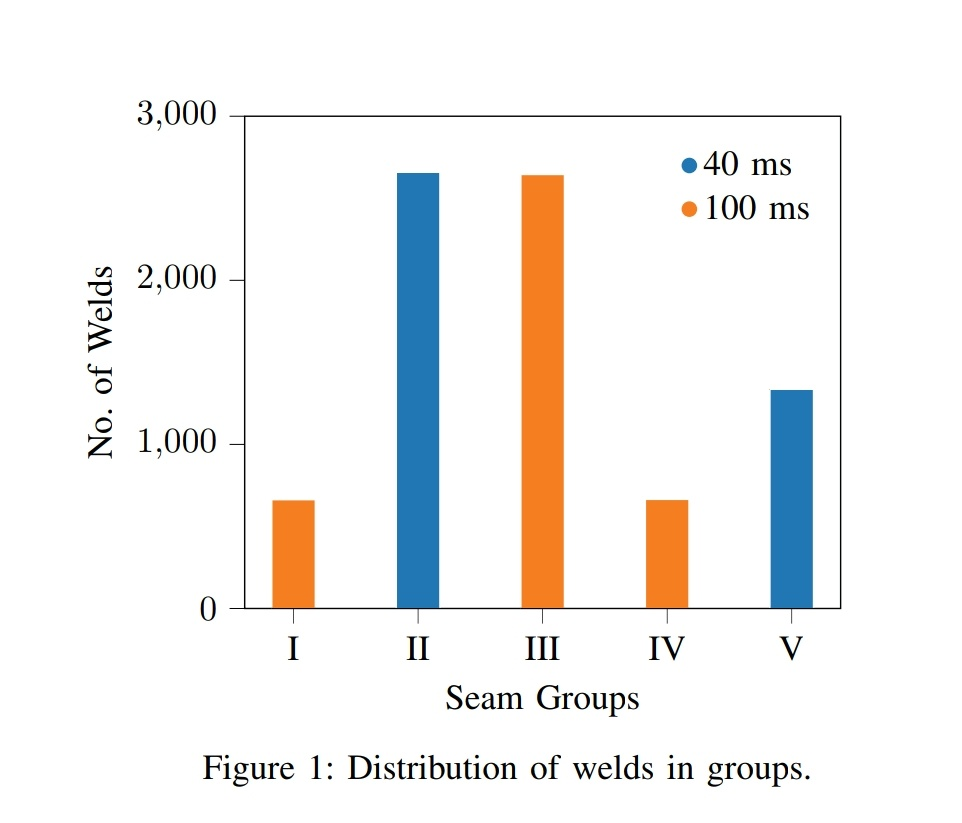 3,000
40 ms
100 ms
2,000
No. of Welds
1,000
0
I II III IV V
Seam Groups
Figure 1: Distribution of welds in groups.